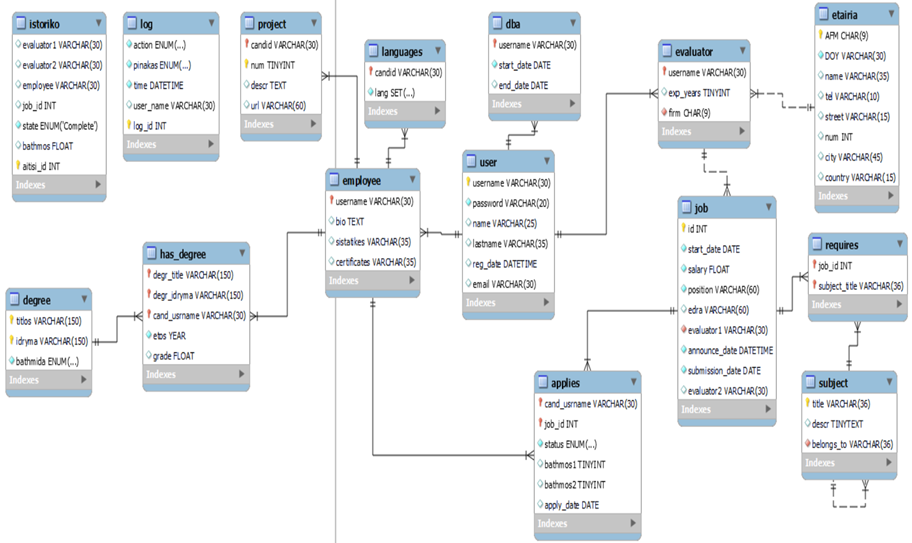 istoriko
evaluator1 VARCHAR(30)
evaluator2 VARCHAR(30)
employee VARCHAR(30)
job_id INT
state ENUM('Complete')
bathmos FLOAT
aitisi_id INT
Indexes
log
action ENUM(...)
pinakas ENUM(...)
time DATETIME
user_name VARCHAR(30)
log_id INT
Indexes
project
candid VARCHAR(30)
num TINYINT
descr TEXT
url VARCHAR(60)
Indexes
languages
candid VARCHAR(30)
lang SET(...)
Indexes
dba
username VARCHAR(30)
start_date DATE
end_date DATE
Indexes
evaluator
username VARCHAR(30)
exp_years TINYINT
firm CHAR(9)
Indexes
etairia
AFM CHAR(9)
DOY VARCHAR(30)
name VARCHAR(35)
tel VARCHAR(10)
street VARCHAR(15)
num INT
city VARCHAR(45)
country VARCHAR(15)
Indexes
employee
username VARCHAR(30)
bio TEXT
sistatikes VARCHAR(35)
certificates VARCHAR(35)
Indexes
user
username VARCHAR(30)
password VARCHAR(20)
name VARCHAR(25)
lastname VARCHAR(35)
reg_date DATETIME
email VARCHAR(30)
Indexes
job
id INT
start_date DATE
salary FLOAT
position VARCHAR(60)
edra VARCHAR(60)
evaluator1 VARCHAR(30)
announce_date DATETIME
submission_date DATE
evaluator2 VARCHAR(30)
Indexes
requires
job_id INT
subject_title VARCHAR(36)
Indexes
has_degree
degr_title VARCHAR(150)
degr_idryma VARCHAR(150)
cand_usrname VARCHAR(30)
etos YEAR
grade FLOAT
Indexes
degree
titlos VARCHAR(150)
idryma VARCHAR(150)
bathmida ENUM(...)
Indexes
applies
cand_usrname VARCHAR(30)
job_id INT
status ENUM(...)
bathmos1 TINYINT
bathmos2 TINYINT
apply_date DATE
Indexes
subject
title VARCHAR(36)
descr TINYTEXT
belongs_to VARCHAR(36)
Indexes